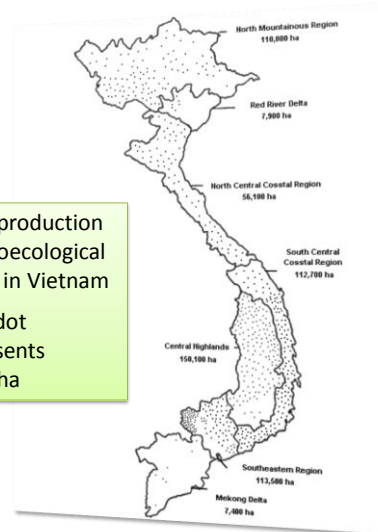 North Mountainous Region
110,000 ha
Red River Delta
7,900 ha
North Central Coastal Region
56,100 ha
production
oecological
in Vietnam
dot
sents
ha
South Central
Coastal Region
112,700 ha
Central Highlands
150,100 ha
Southeastern Region
113,500 ha
Mekong Delta
7,400 ha